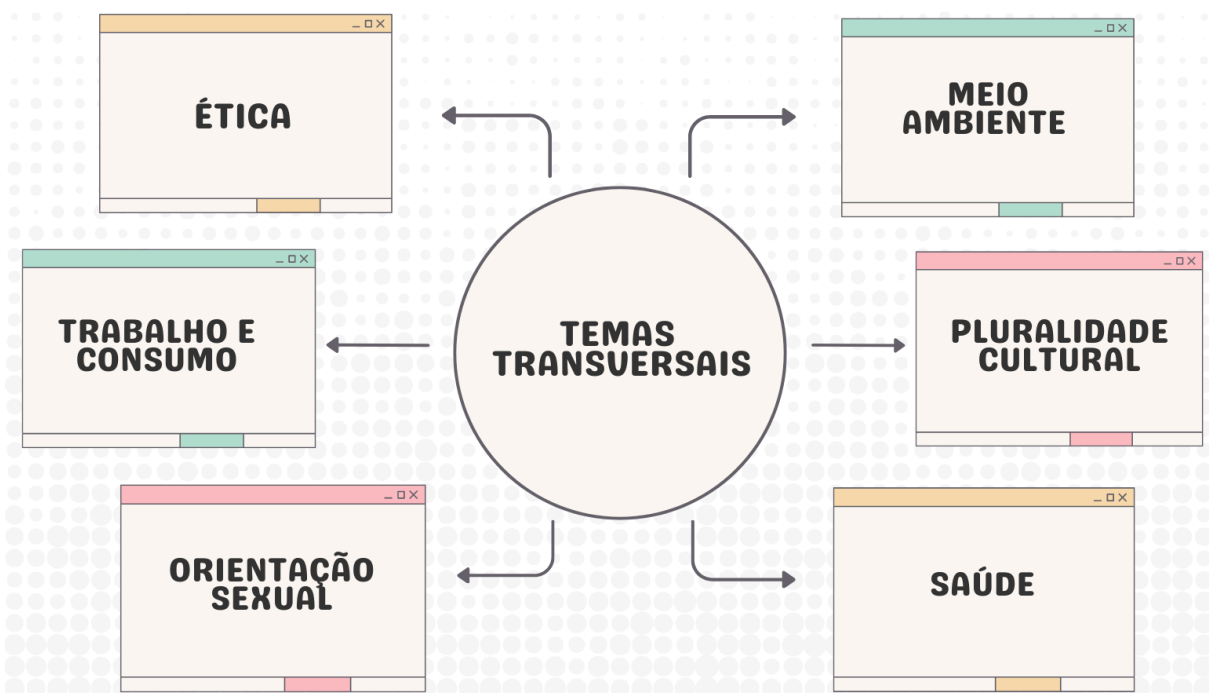 ÉTICA
MEIO
AMBIENTE
TRABALHO E
CONSUMO
TEMAS
TRANSVERSAIS
PLURALIDADE
CULTURAL
ORIENTAÇÃO
SEXUAL
SAÚDE